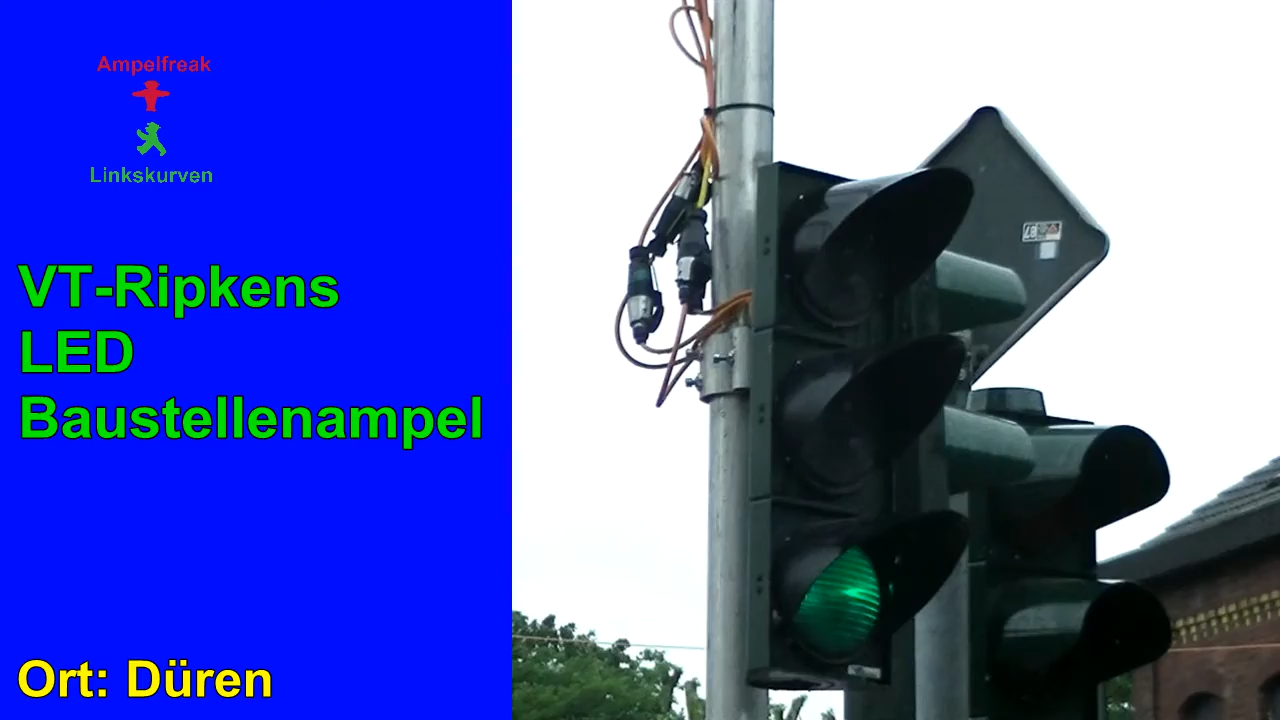 Ampelfreak
Linkskurven
VT-Ripkens
LED
Baustellenampel
Ort: Düren